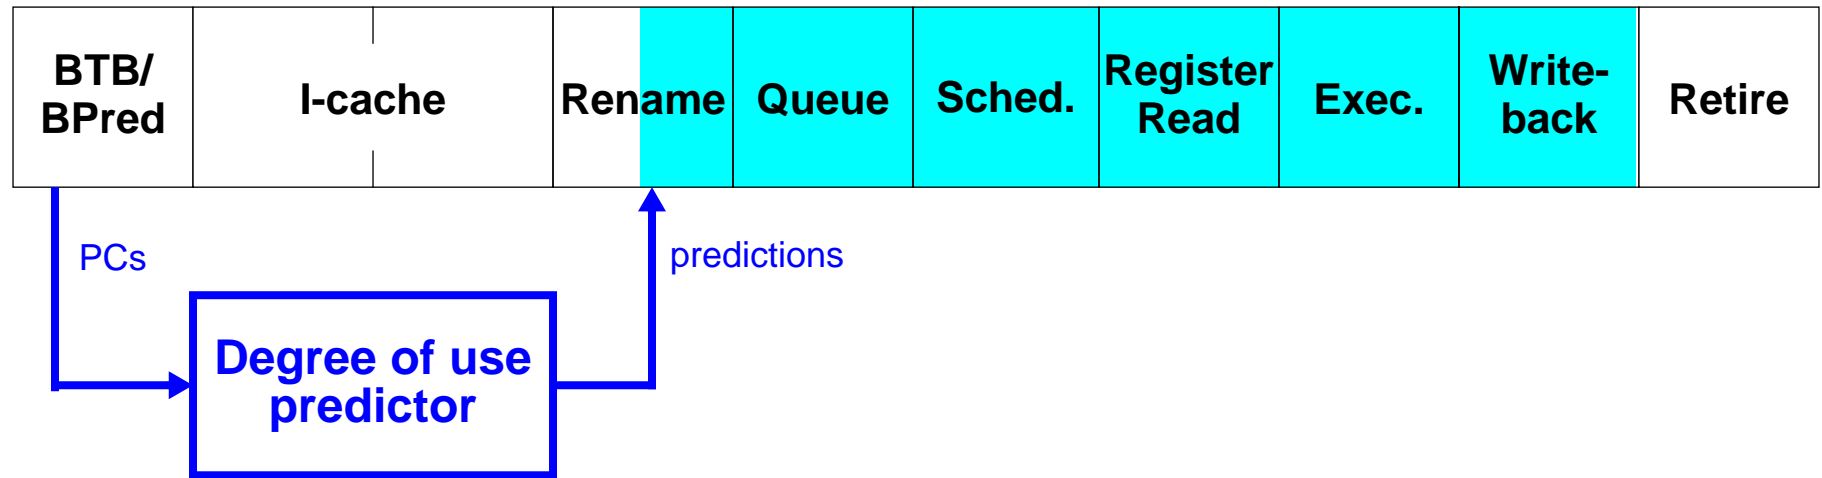 BTB/
BPred
I-cache
Rename
Queue
Sched.
Register
Read
Exec.
Write-
back
Retire
PCs
predictions
Degree of use
predictor